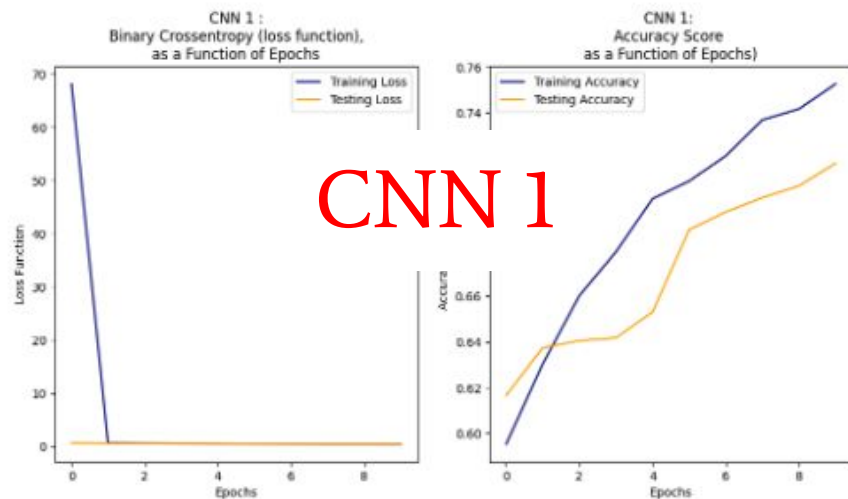 CNN 1 :
Binary Crossentropy (loss function),
as a Function of Epochs
70
60
50
40
30
20
10
0
Loss Function
Training Loss
Testing Loss
0
2
4
6
8
Epochs
CNN 1
CNN 1:
Accuracy Score
as a Function of Epochs)
0.76
0.74
0.66
0.64
0.62
0.60
Training Accuracy
Testing Accuracy
0
2
4
6
8
Epochs